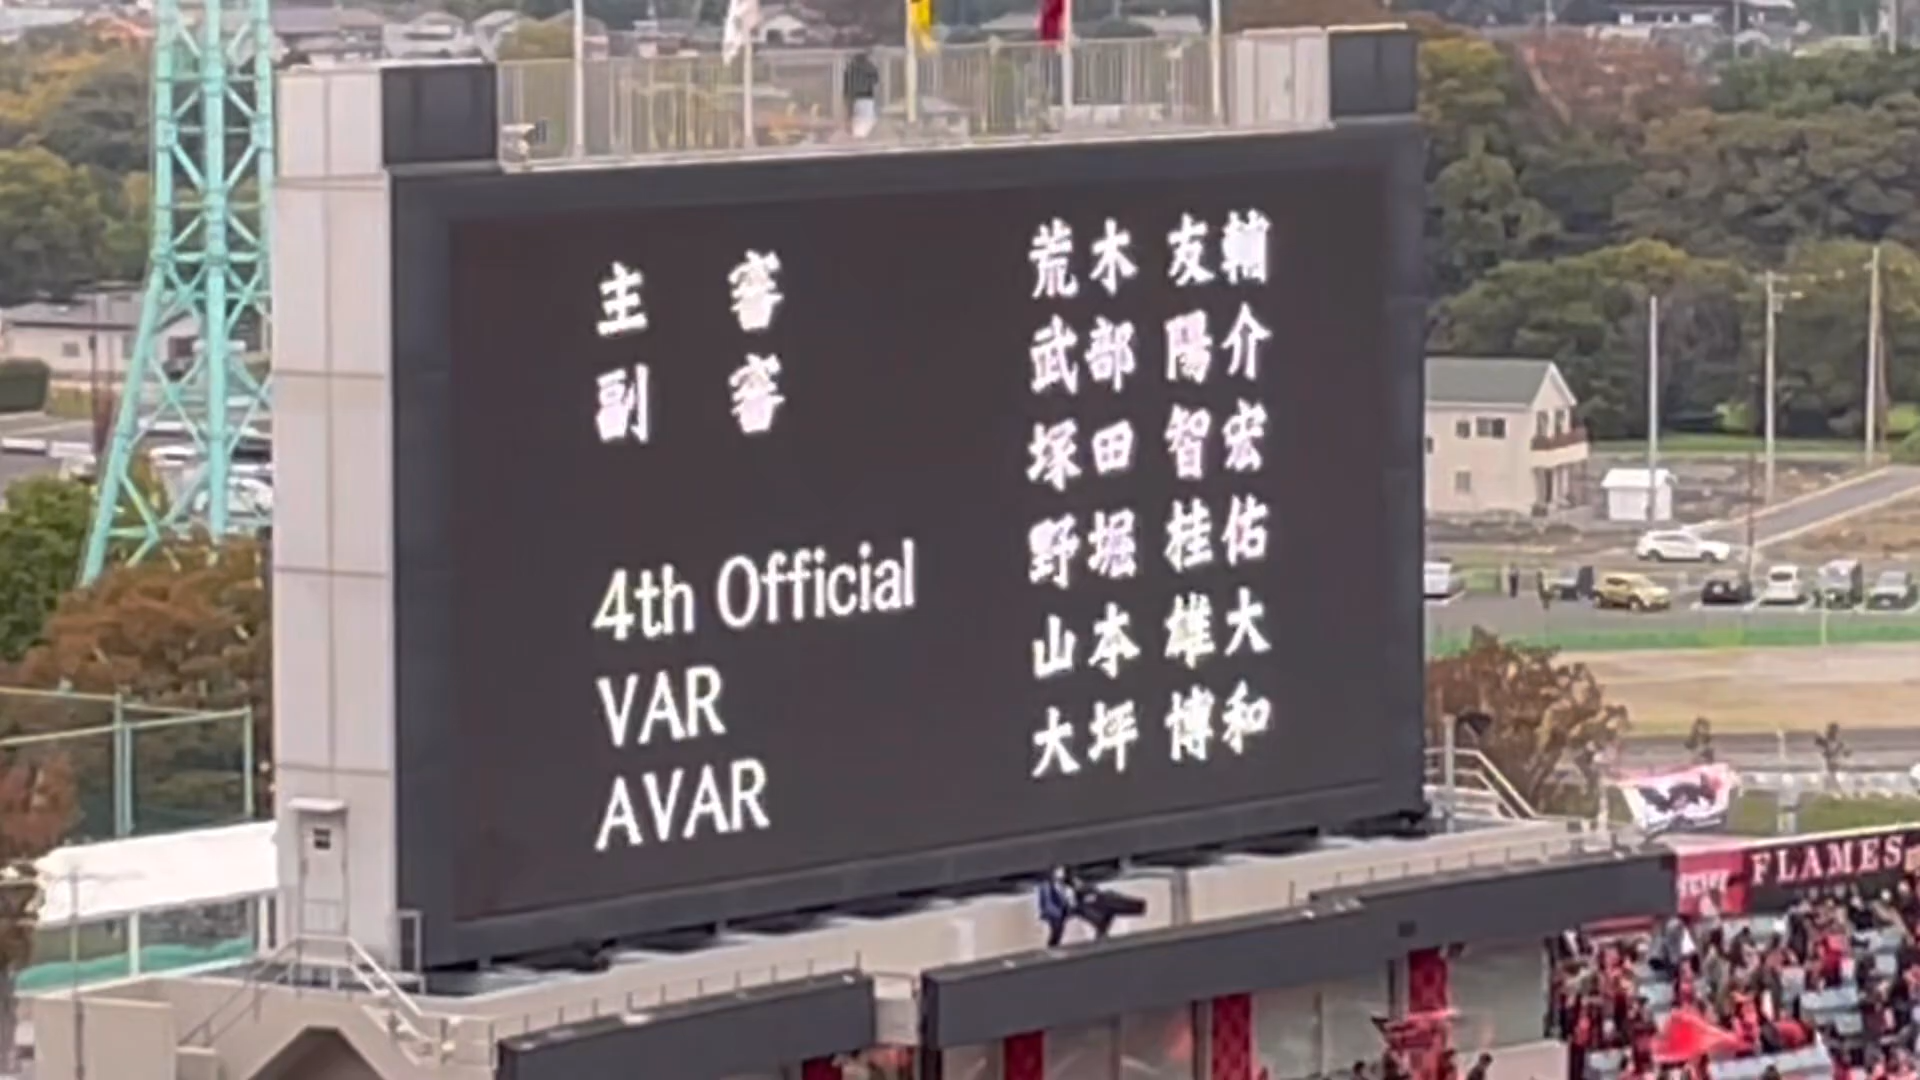 主審 荒木 友輔
副審 武部 陽介
塚田 智宏
4th Official 野堀 桂佑
VAR 山本 雄大
AVAR 大坪 博和
FLAMES